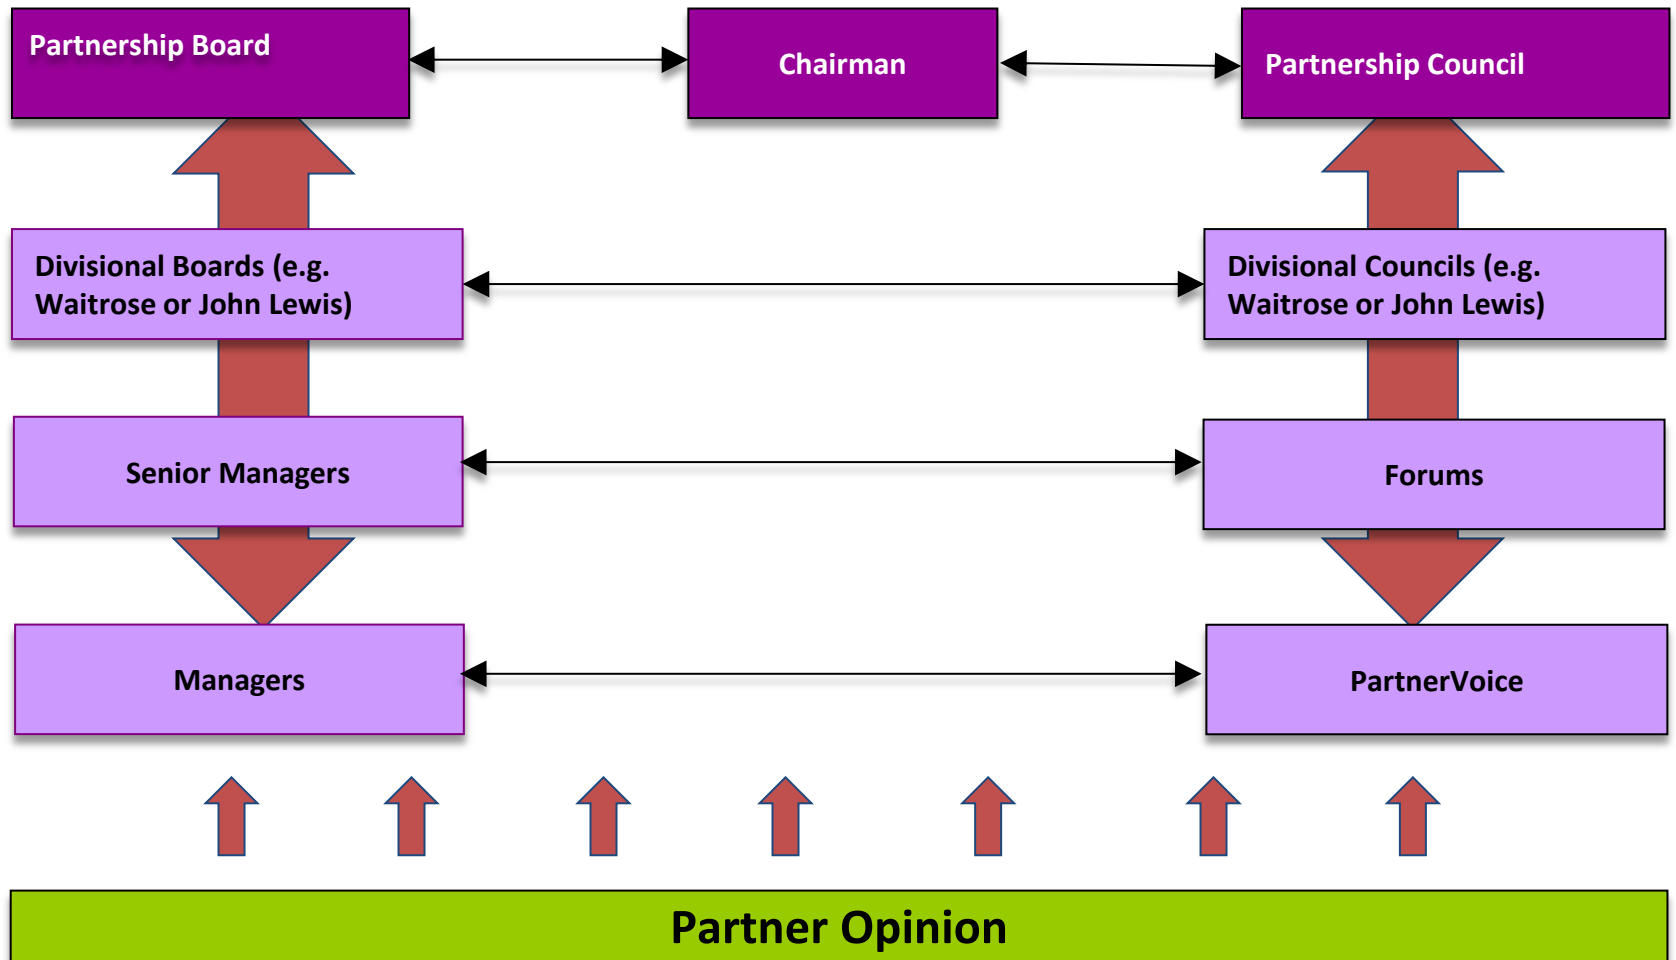 Partnership Board
Chairman
Partnership Council
Divisional Boards (e.g.
Waitrose or John Lewis)
Divisional Councils (e.g.
Waitrose or John Lewis)
Senior Managers
Forums
Managers
PartnerVoice
Partner Opinion